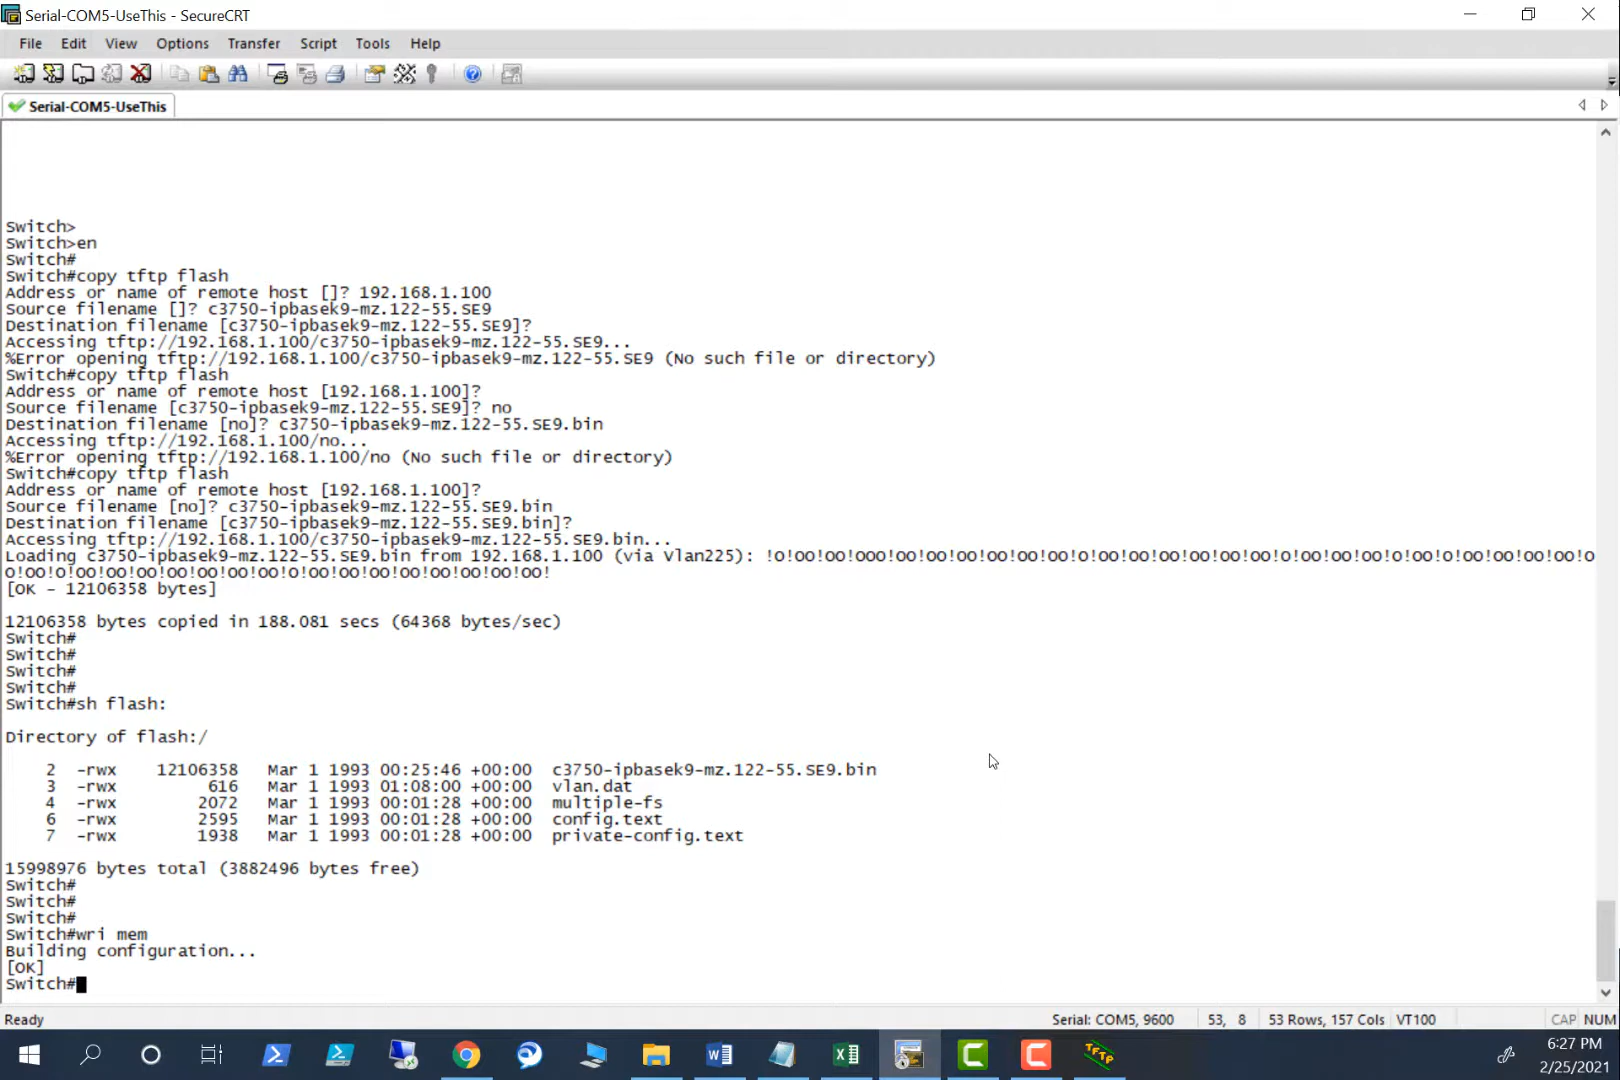 Serial-COM5-UseThis - SecureCRT
File Edit View Options Transfer Script Tools Help
Serial-COM5-UseThis
Switch>
Switch>en
Switch#
Switch#copy tftp flash
Address or name of remote host []? 192.168.1.100
Source filename []? c3750-ipbasek9-mz.122-55.SE9
Destination filename [c3750-ipbasek9-mz.122-55.SE9]?
Accessing tftp://192.168.1.100/c3750-ipbasek9-mz.122-55.SE9...
%Error opening tftp://192.168.1.100/c3750-ipbasek9-mz.122-55.SE9 (No such file or directory)
Switch#copy tftp flash
Address or name of remote host [192.168.1.100]?
Source filename [c3750-ipbasek9-mz.122-55.SE9]? no
Destination filename [no]? c3750-ipbasek9-mz.122-55.SE9.bin
Accessing tftp://192.168.1.100/no...
%Error opening tftp://192.168.1.100/no (No such file or directory)
Switch#copy tftp flash
Address or name of remote host [192.168.1.100]?
Source filename [no]? c3750-ipbasek9-mz.122-55.SE9.bin
Destination filename [c3750-ipbasek9-mz.122-55.SE9.bin]?
Accessing tftp://192.168.1.100/c3750-ipbasek9-mz.122-55.SE9.bin...
Loading c3750-ipbasek9-mz.122-55.SE9.bin from 192.168.1.100 (via Vlan225): !O!OO!OO!OOO!OO!OO!OO!OO!OO!OO!O!OO!OO!OO!OO!OO!OO!O!OO!OO!OO!OO!OO!OO!OO!OO!O
O!OO!O!OO!OO!OO!OO!OO!OO!O!OO!OO!OO!OO!OO!OO!OO!OO!
[OK - 12106358 bytes]
12106358 bytes copied in 188.081 secs (64368 bytes/sec)
Switch#
Switch#
Switch#
Switch#
Switch#sh flash:
Directory of flash:/
2 -rwx 12106358 Mar 1 1993 00:25:46 +00:00 c3750-ipbasek9-mz.122-55.SE9.bin
3 -rwx 616 Mar 1 1993 01:08:00 +00:00 vlan.dat
4 -rwx 2072 Mar 1 1993 00:01:28 +00:00 multiple-fs
6 -rwx 2595 Mar 1 1993 00:01:28 +00:00 config.text
7 -rwx 1938 Mar 1 1993 00:01:28 +00:00 private-config.text
15998976 bytes total (3882496 bytes free)
Switch#
Switch#
Switch#
Switch#wri mem
Building configuration...
[OK]
Switch#
Ready Serial: COM5, 9600 53, 8 53 Rows, 157 Cols VT100 CAP NUM
TFTP
6:27 PM
2/25/2021